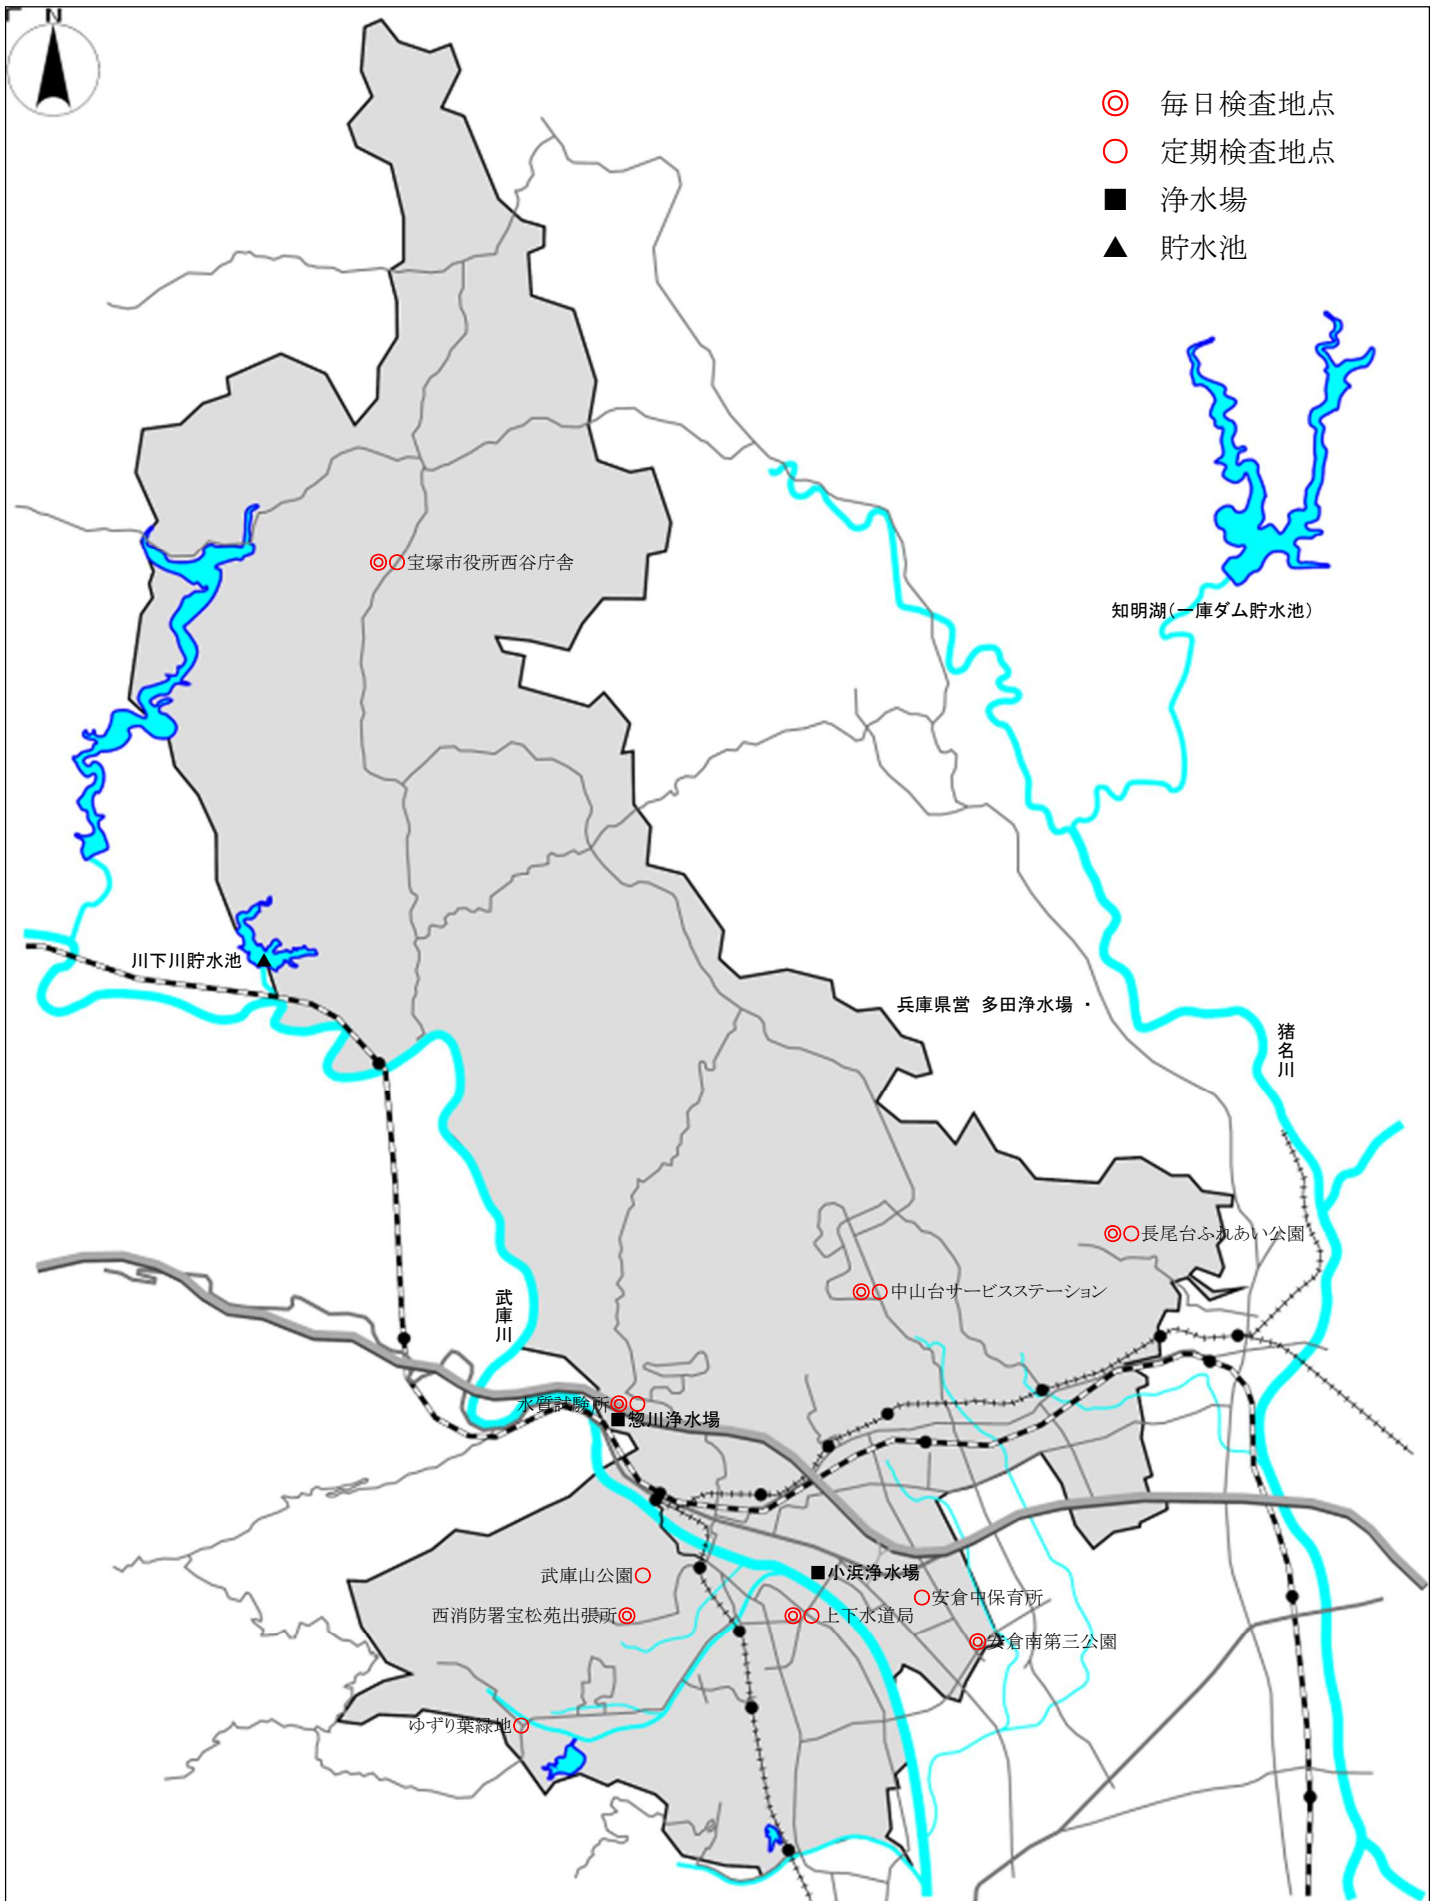 N
◎ 毎日検査地点
○ 定期検査地点
■ 浄水場
▲ 貯水池
宝塚市役所西谷庁舎
知明湖(一庫ダム貯水池)
川下川貯水池
兵庫県営 多田浄水場
猪名川
長尾台ふれあい公園
中山台サービスステーション
武庫川
水質試験所
惣川浄水場
小浜浄水場
武庫山公園
安倉中保育所
西消防署宝松苑出張所
上下水道局
安倉南第三公園
ゆずり葉緑地